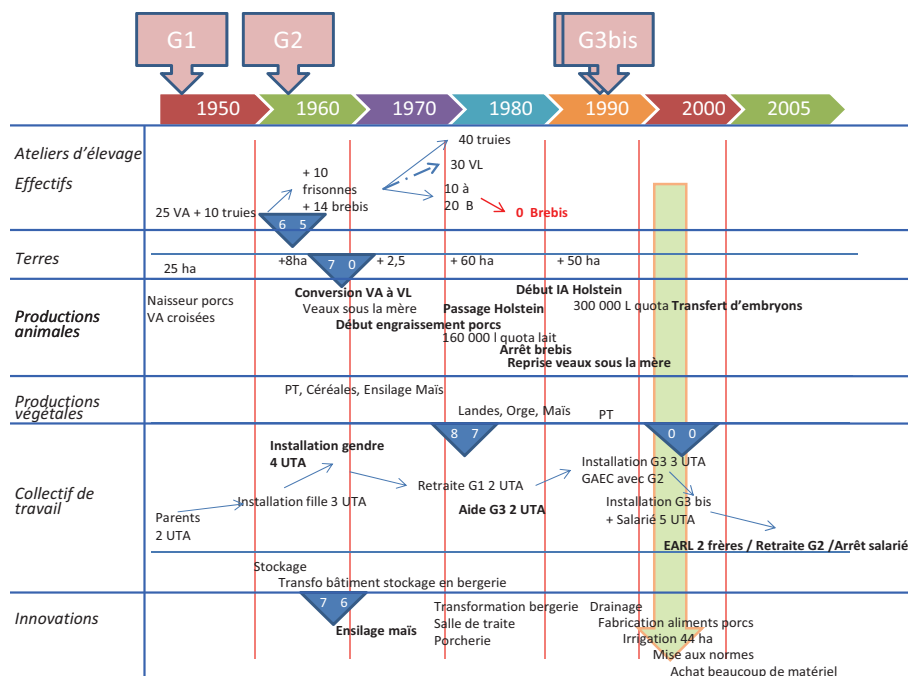 G1
G2
G3bis
1950
1960
1970
1980
1990
2000
2005
Ateliers d'élevage
Effectifs
25 VA + 10 truies
+ 10
frisonnes
+ 14 brebis
6 5
40 truies
30 VL
10 à
20 B
0 Brebis
Terres
25 ha
+8ha
7 0
+ 2,5
+ 60 ha
+ 50 ha
Productions
animales
Naisseur porcs
VA croisées
Conversion VA à VL
Veaux sous la mère
Début engraissement porcs
Début IA Holstein
Passage Holstein
300 000 L quota
Transfert d'embryons
160 000 l quota lait
Arrêt brebis
Reprise veaux sous la mère
Productions
végétales
PT, Céréales, Ensilage Maïs
Landes, Orge, Maïs
PT
8 7
0 0
Collectif de
travail
Parents
2 UTA
Installation fille 3 UTA
Installation gendre
4 UTA
Retraite G1 2 UTA
Aide G3 2 UTA
Installation G3 3 UTA
GAEC avec G2
Installation G3 bis
+ Salarié 5 UTA
EARL 2 frères / Retraite G2 /Arrêt salarié
Innovations
Stockage
Transfo bâtiment stockage en bergerie
7 6
Ensilage maïs
Transformation bergerie
Salle de traite
Porcherie
Drainage
Fabrication aliments porcs
Irrigation 44 ha
Mise aux normes
Achat beaucoup de matériel